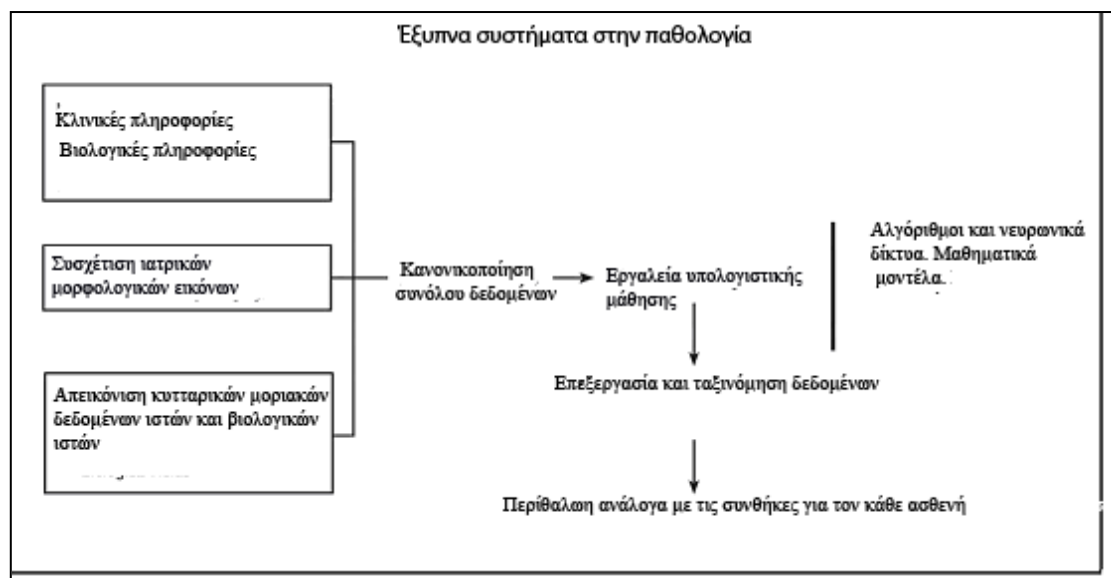 Έξυπνα συστήματα στην παθολογία
Κλινικές πληροφορίες
Βιολογικές πληροφορίες
Συσχέτιση ιατρικών
μορφολογικών εικόνων
Απεικόνιση κυτταρικών μοριακών
δεδομένων ιστών και βιολογικών
ιστών
Κανονικοποίηση
συνόλου δεδομένων
Εργαλεία υπολογιστικής
μάθησης
Αλγόριθμοι και νευρωνικά
δίκτυα. Μαθηματικά
μοντέλα.
Επεξεργασία και ταξινόμηση δεδομένων
Περίθαλωη ανάλογα με τις συνθήκες για τον κάθε ασθενή